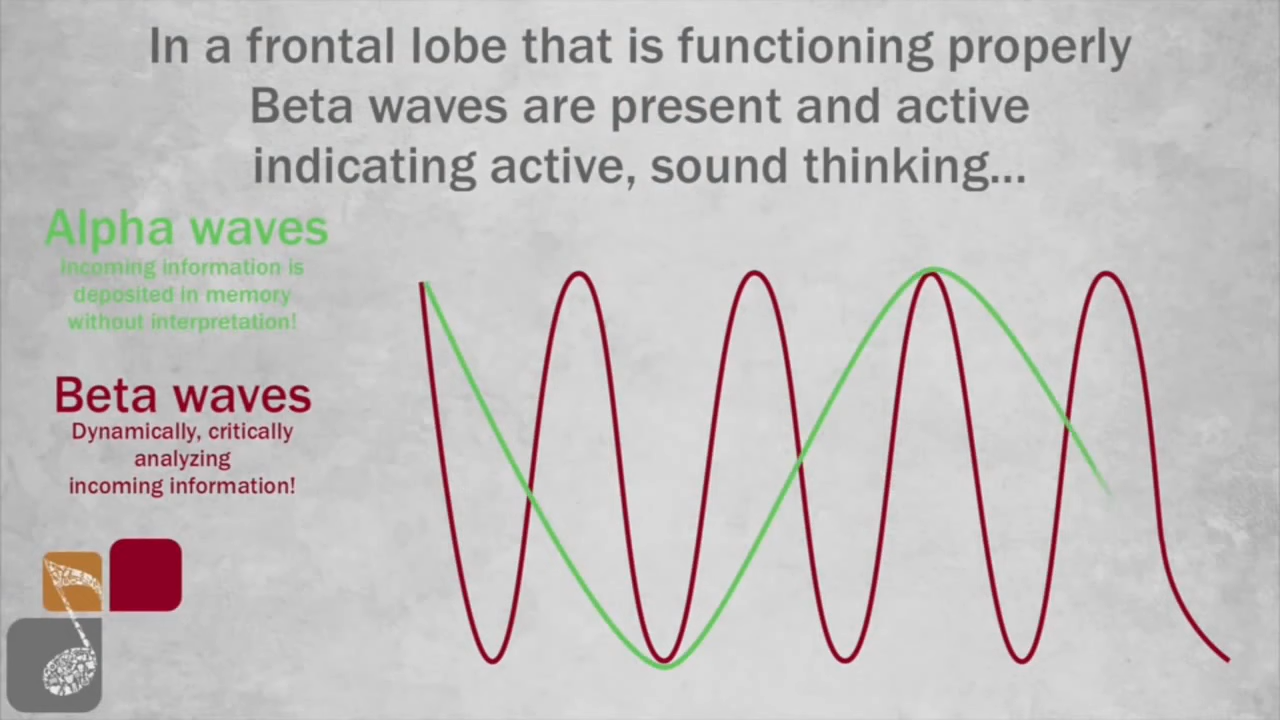 In a frontal lobe that is functioning properly
Beta waves are present and active
indicating active, sound thinking...
Alpha waves
Incoming information is
deposited in memory
without interpretation!
Beta waves
Dynamically, critically
analyzing
incoming information!